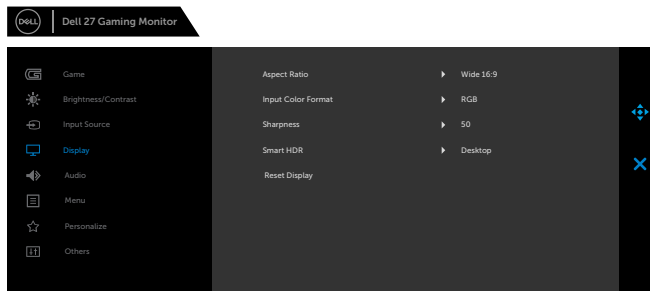 DELL Dell 27 Gaming Monitor
Game
Brightness/Contrast
Input Source
Display
Audio
Menu
Personalize
Others
Aspect Ratio Wide 16:9
Input Color Format RGB
Sharpness 50
Smart HDR Desktop
Reset Display